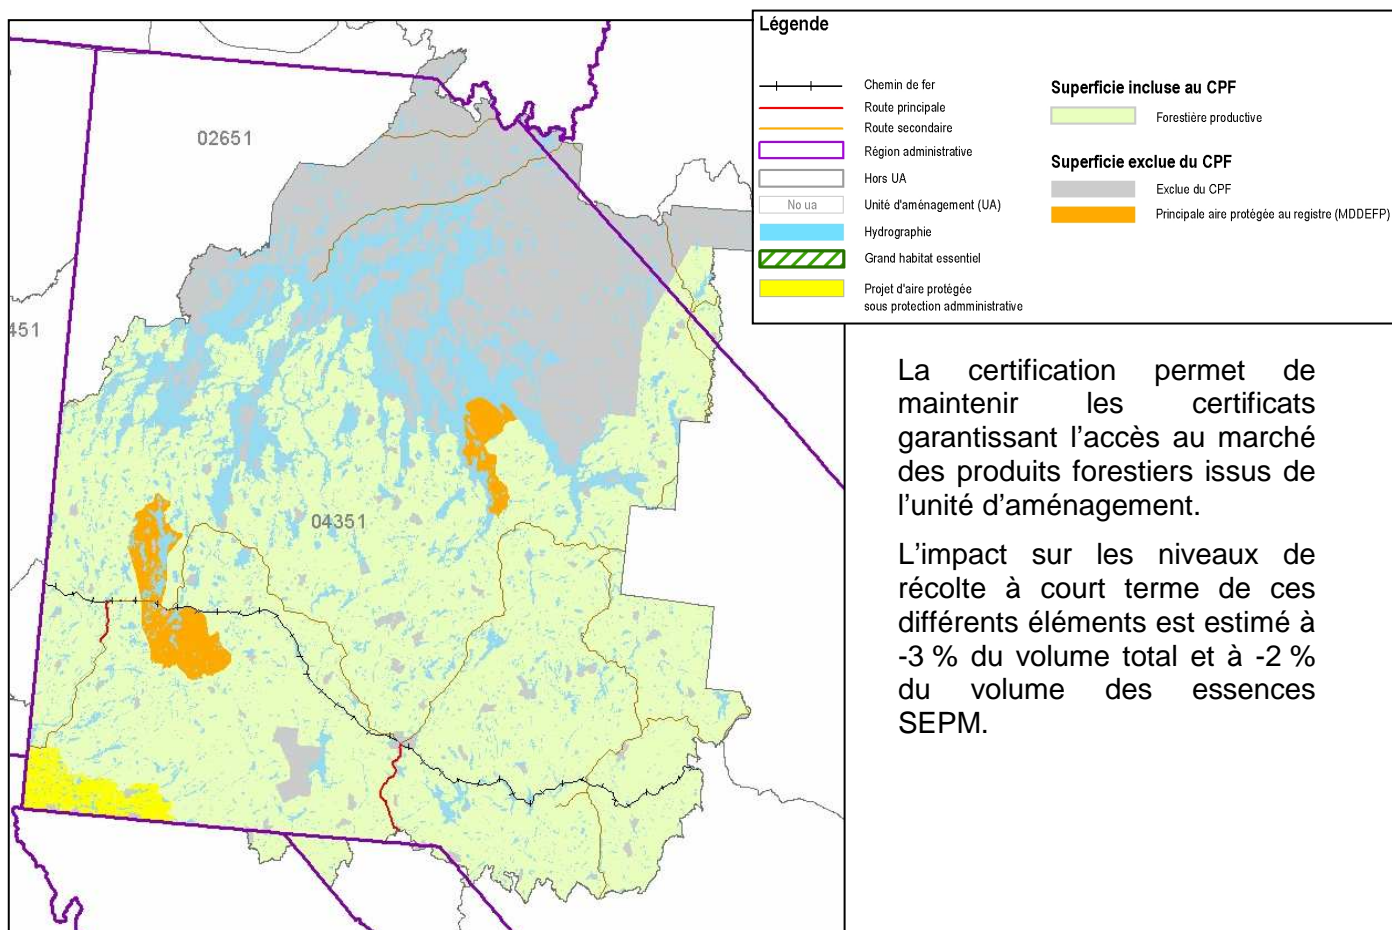 02651
451
04351
Légende
Chemin de fer
Route principale
Route secondaire
Région administrative
Hors UA
No ua
Unité d'aménagement (UA)
Hydrographie
Grand habitat essentiel
Projet d'aire protégée
sous protection admministrative
Superficie incluse au CPF
Forestière productive
Superficie exclue du CPF
Exclue du CPF
Principale aire protégée au registre (MDDEFP)
La certification permet de
maintenir les certificats
garantissant l’accès au marché
des produits forestiers issus de
l’unité d’aménagement.
L’impact sur les niveaux de
récolte à court terme de ces
différents éléments est estimé à
-3 % du volume total et à -2 %
du volume des essences
SEPM.